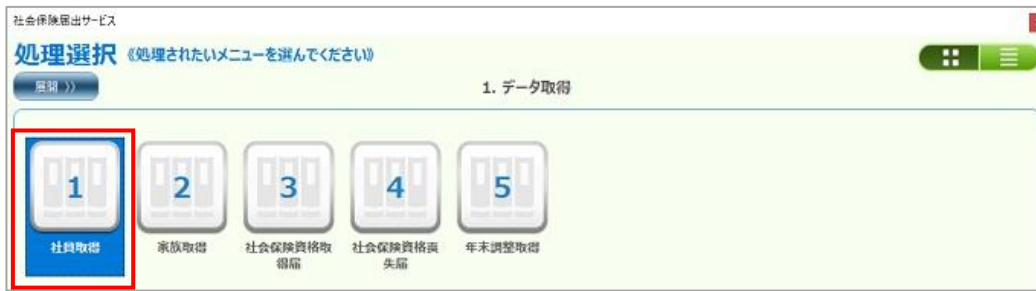 社会保険届出サービス
処理選択 《処理されたいメニューを選んでください》
展開 》
1. データ取得
1
2
3
4
5
社員取得
家族取得
社会保険資格取
得届
社会保険資格喪
失届
年末調整取得